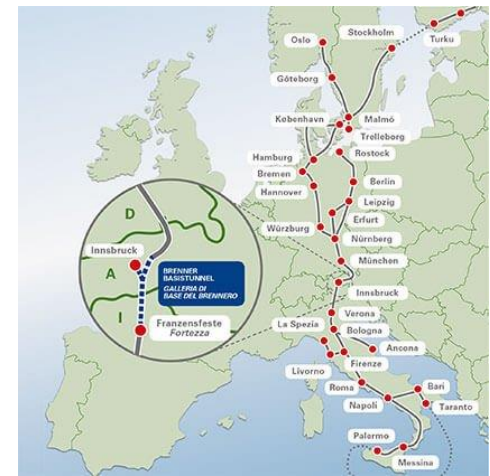 Oslo
Stockholm
Turku
Göteborg
København
Malmö
Trelleborg
Hamburg
Rostock
Bremen
Berlin
Hannover
Leipzig
Erfurt
Würzburg
Nürnberg
München
Innsbruck
Verona
La Spezia
Bologna
Ancona
Livorno
Firenze
Roma
Bari
Napoli
Taranto
Palermo
Messina
D
Innsbruck
A
BRENNER
BASISTUNNEL
GALLERIA DI
BASE DEL BRENNERO
I
Franzensfeste
Fortezza